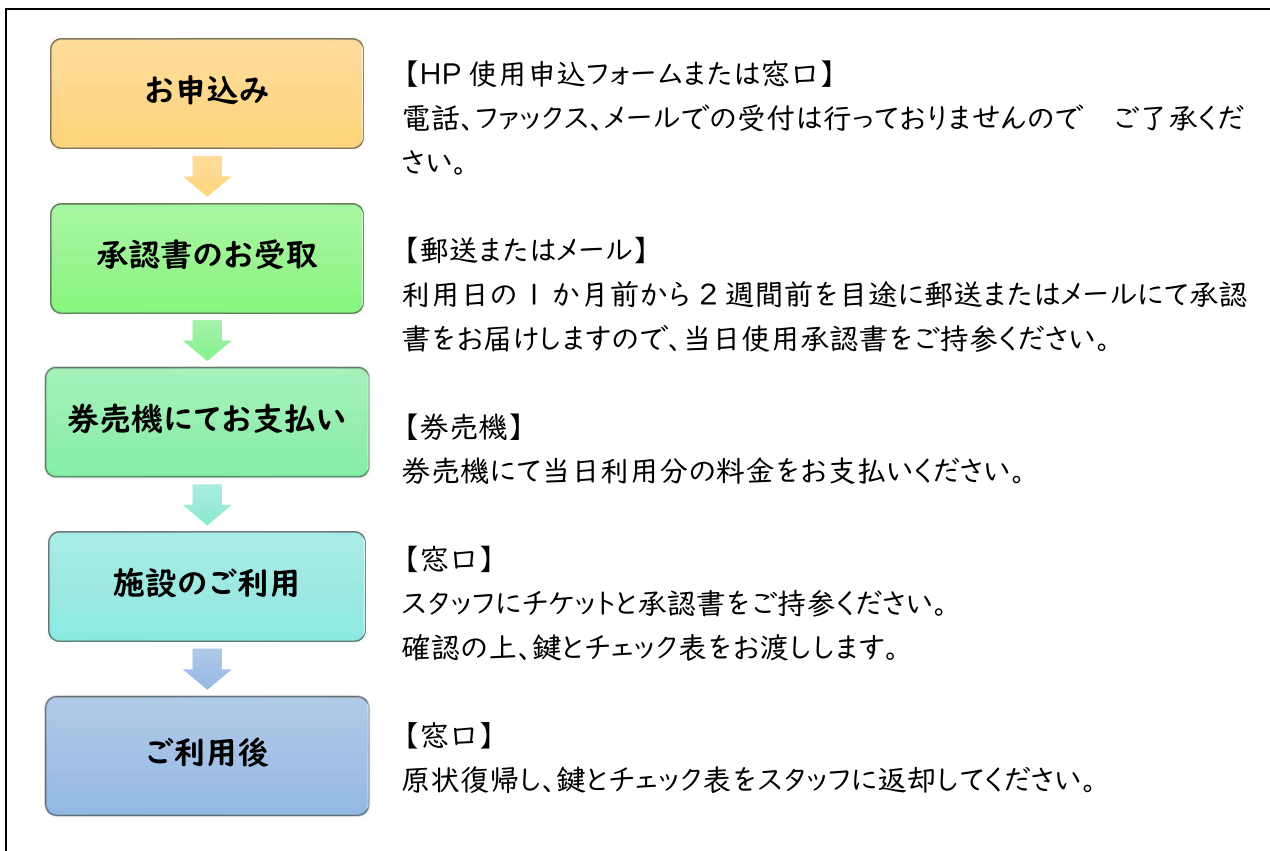 お申込み
【HP 使用申込フォームまたは窓口】
電話、ファックス、メールでの受付は行っておりませんので　ご了承くだ
さい。
承認書のお受取
【郵送またはメール】
利用日の 1 か月前から 2 週間前を目途に郵送またはメールにて承認
書をお届けしますので、当日使用承認書をご持参ください。
券売機にてお支払い
【券売機】
券売機にて当日利用分の料金をお支払いください。
施設のご利用
【窓口】
スタッフにチケットと承認書をご持参ください。
確認の上、鍵とチェック表をお渡しします。
ご利用後
【窓口】
原状復帰し、鍵とチェック表をスタッフに返却してください。